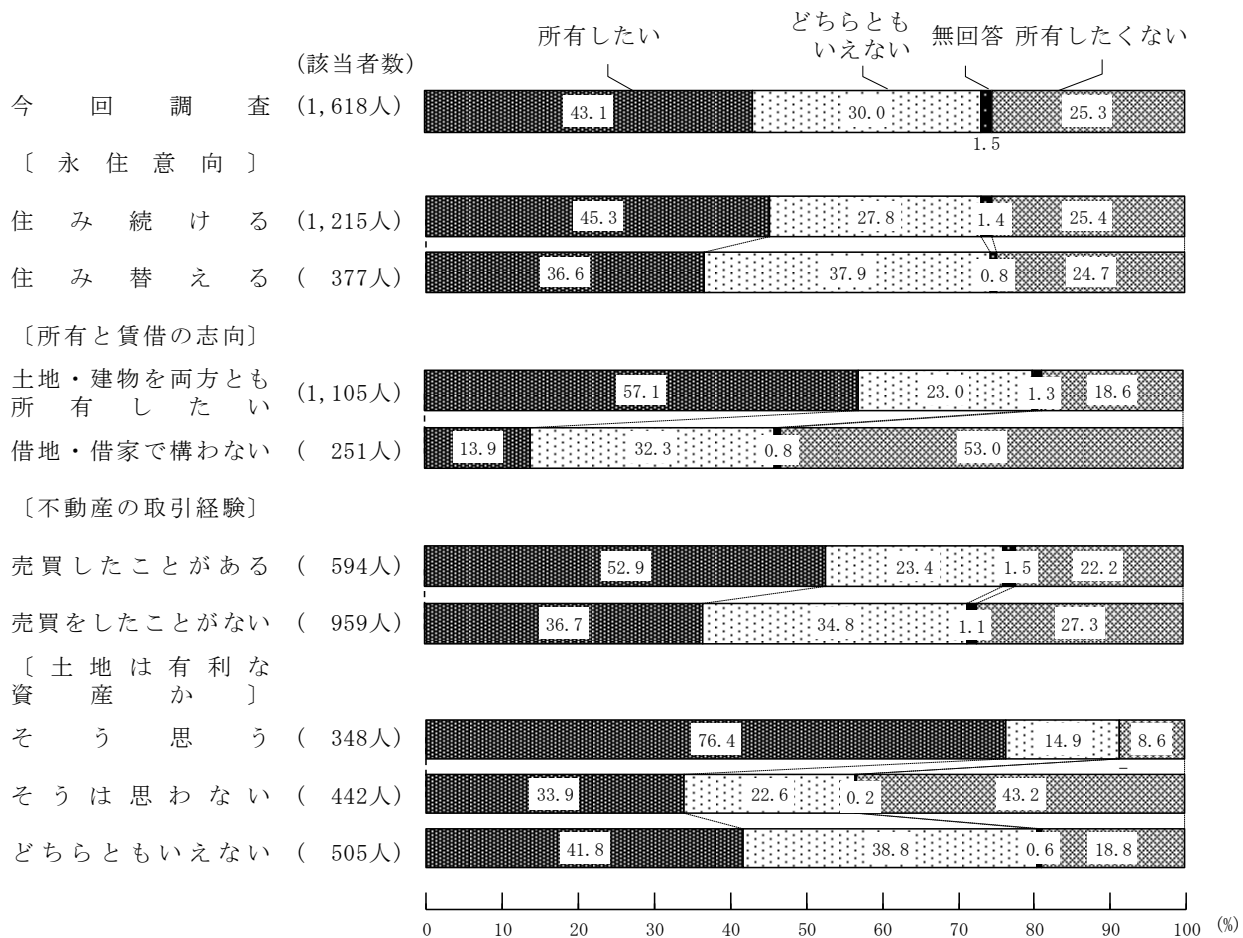 所有したい　どちらとも
いえない　無回答　所有したくない
(該当者数)
今回調査 (1,618人) 43.1 30.0 25.3
1.5
〔永住意向〕
住み続ける (1,215人) 45.3 27.8 1.4 25.4
住み替える ( 377人) 36.6 37.9 0.8 24.7
〔所有と賃借の志向〕
土地・建物を両方とも
所有したい (1,105人) 57.1 23.0 1.3 18.6
借地・借家で構わない ( 251人) 13.9 32.3 0.8 53.0
〔不動産の取引経験〕
売買したことがある ( 594人) 52.9 23.4 1.5 22.2
売買をしたことがない ( 959人) 36.7 34.8 1.1 27.3
〔土地は有利な
資産か〕
そう思う ( 348人) 76.4 14.9 8.6
−
そうは思わない ( 442人) 33.9 22.6 0.2 43.2
どちらともいえない ( 505人) 41.8 38.8 0.6 18.8
0 10 20 30 40 50 60 70 80 90 100 (%)